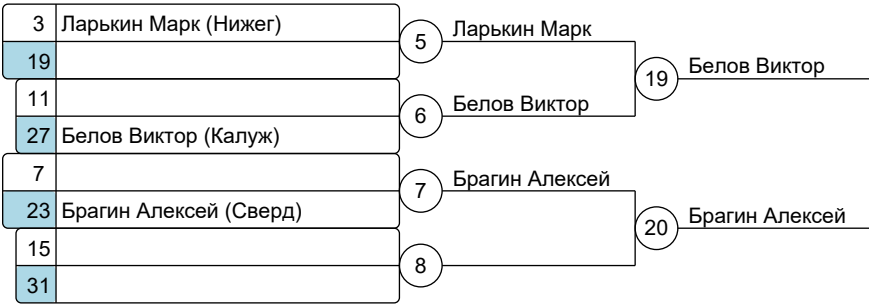 3 Ларькин Марк (Нижег)
19
5 Ларькин Марк
11
27 Белов Виктор (Калуж)
6 Белов Виктор
19 Белов Виктор
7
23 Брагин Алексей (Сверд)
7 Брагин Алексей
15
31
8
20 Брагин Алексей